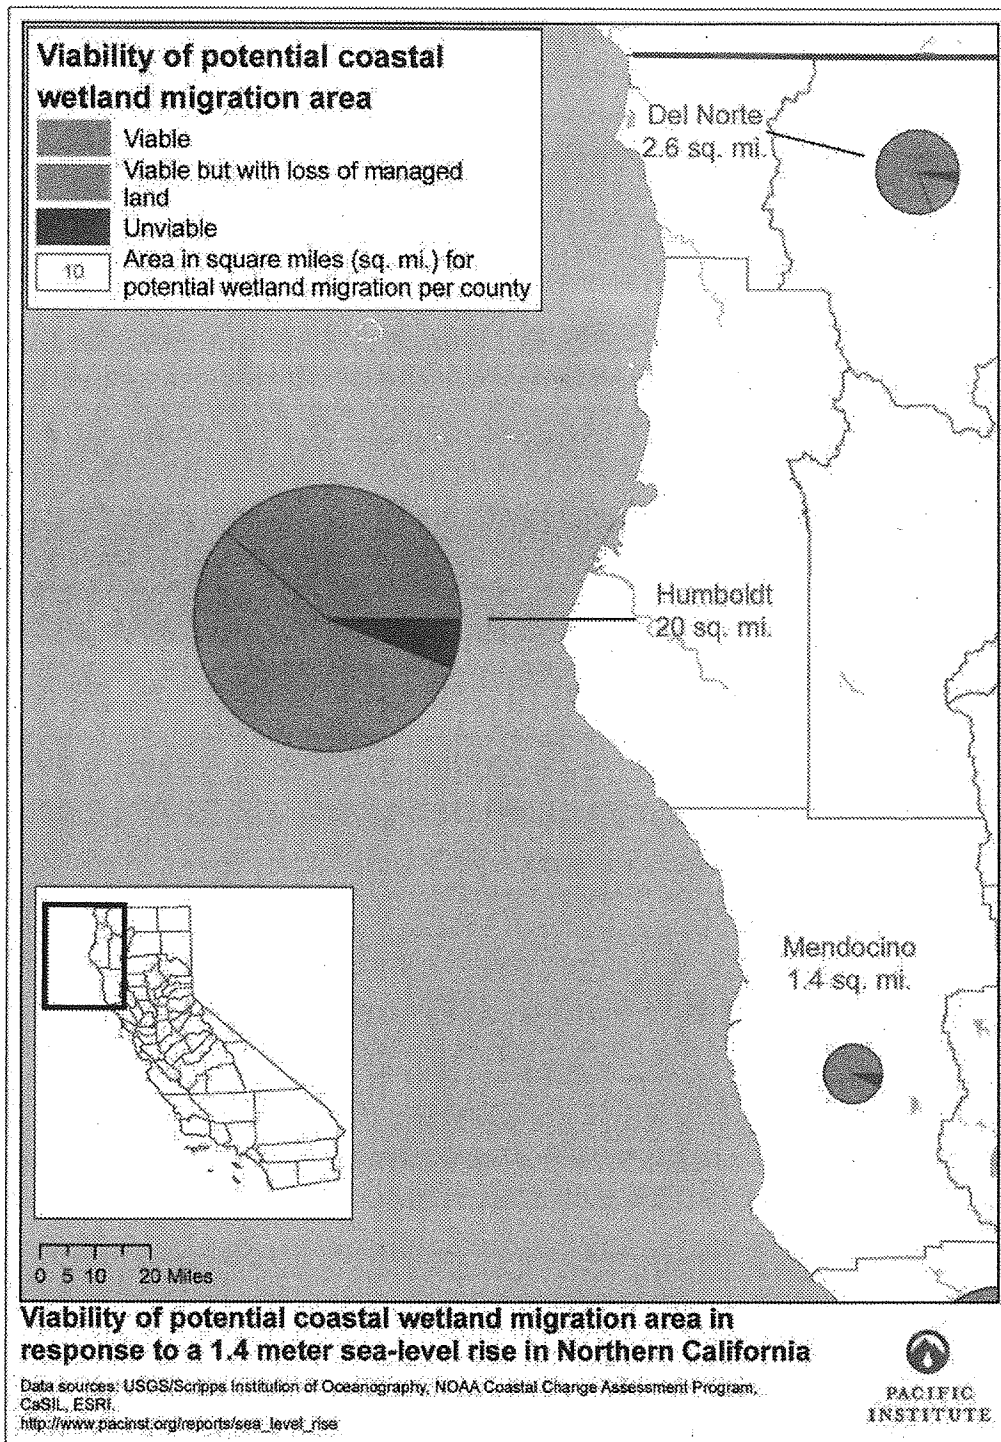 Viability of potential coastal
wetland migration area
Viable
Viable but with loss of managed
land
Unviable
10
Area in square miles (sq. mi.) for
potential wetland migration per county
Del Norte
2.6 sq. mi.
Humboldt
20 sq. mi.
Mendocino
1.4 sq. mi.
0 5 10 20 Miles
Viability of potential coastal wetland migration area in
response to a 1.4 meter sea-level rise in Northern California
Data sources: USGS/Scripps Institution of Oceanography, NOAA Coastal Change Assessment Program,
CaSIL, ESRI.
http://www.pacinst.org/reports/sea_level_rise
PACIFIC
INSTITUTE